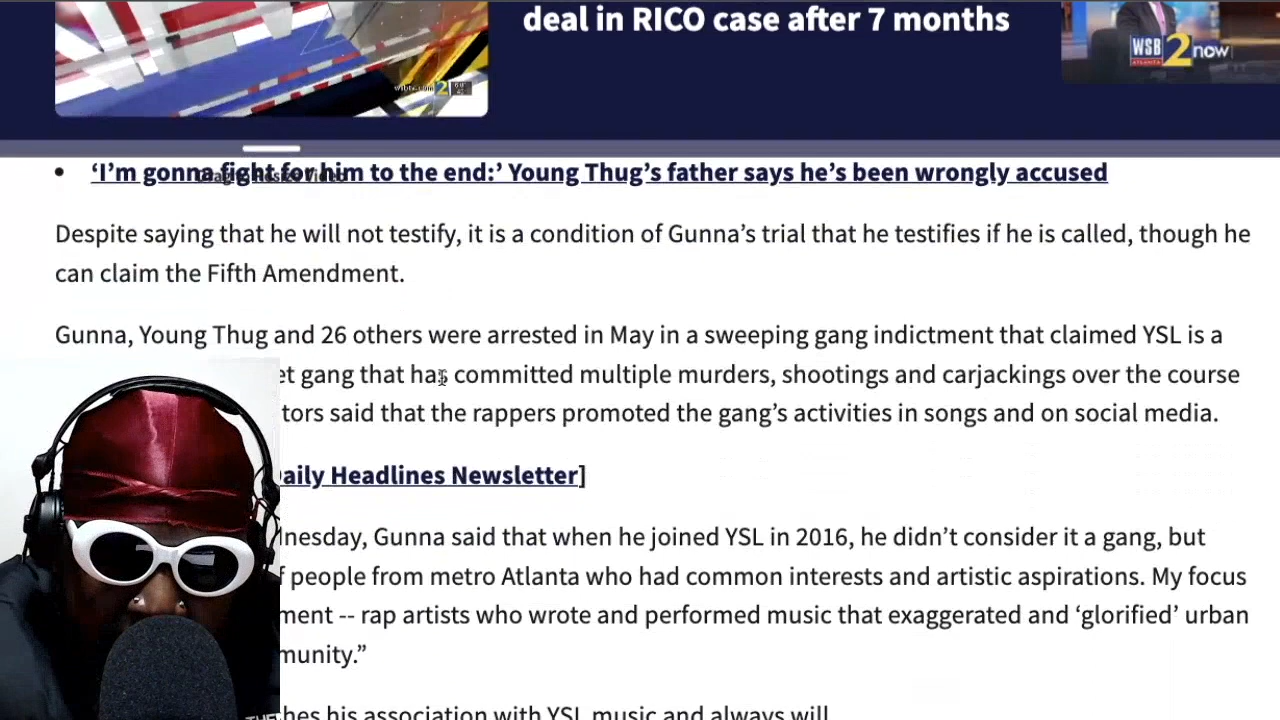 deal in RICO case after 7 months
WSB 2 now
ATLANTA
2
• ‘I’m gonna fight for him to the end:’ Young Thug’s father says he’s been wrongly accused
Despite saying that he will not testify, it is a condition of Gunna’s trial that he testifies if he is called, though he
can claim the Fifth Amendment.
Gunna, Young Thug and 26 others were arrested in May in a sweeping gang indictment that claimed YSL is a
et gang that has committed multiple murders, shootings and carjackings over the course
tors said that the rappers promoted the gang’s activities in songs and on social media.
aily Headlines Newsletter]
nesday, Gunna said that when he joined YSL in 2016, he didn’t consider it a gang, but
f people from metro Atlanta who had common interests and artistic aspirations. My focus
ment -- rap artists who wrote and performed music that exaggerated and ‘glorified’ urban
munity.”
hes his association with YSL music and always will